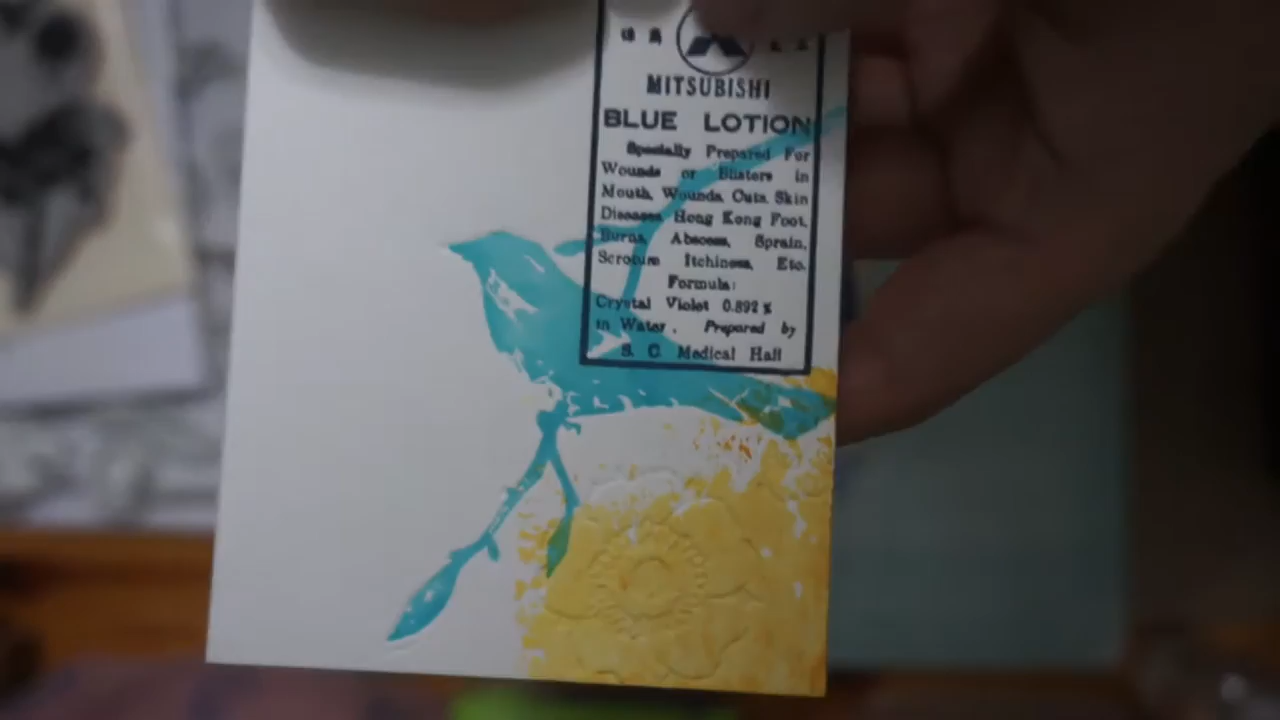 MITSUBISHI
BLUE LOTION
Specially Prepared For
Wounds or Blisters in
Mouth, Wounds, Cuts, Skin
Diseases, Hong Kong Foot,
Burns, Abscess, Sprain,
Scrotum Itchiness, Etc.
Formula:
Crystal Violet 0.892%
in Water. Prepared by
S. C. Medical Hall